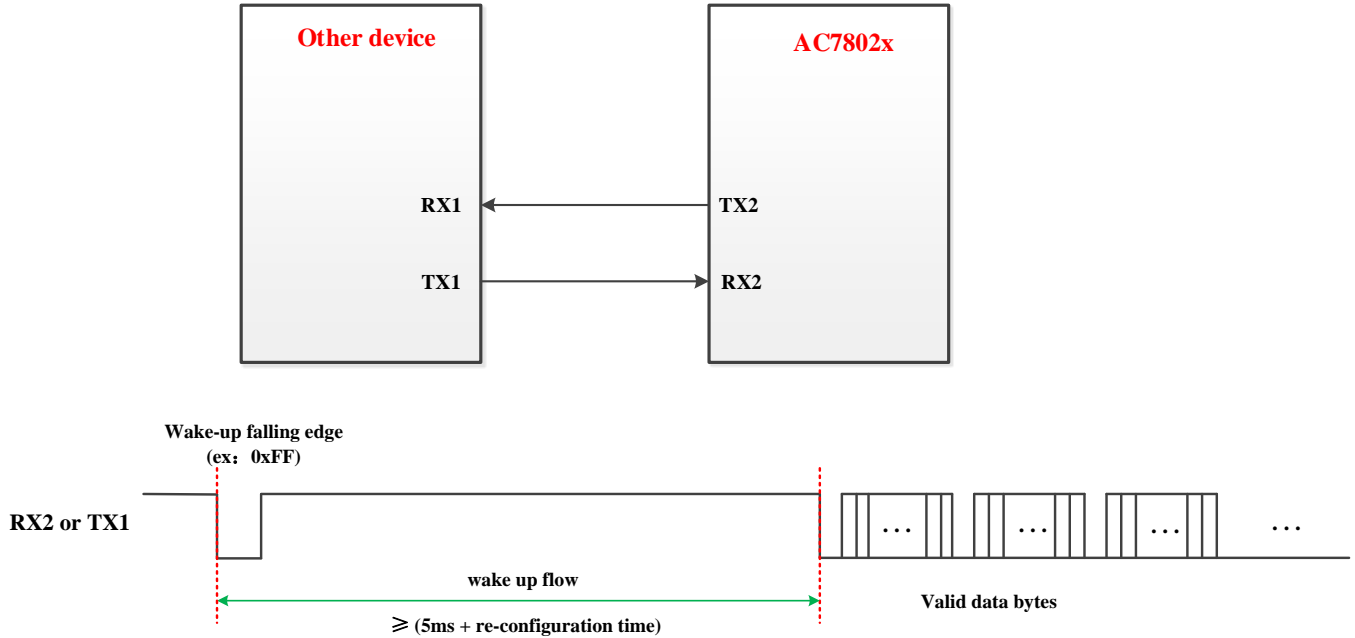 Other device
AC7802x
RX1
TX2
TX1
RX2
Wake-up falling edge
(ex：0xFF)
RX2 or TX1
... ... ... ...
wake up flow
Valid data bytes
≥ (5ms + re-configuration time)